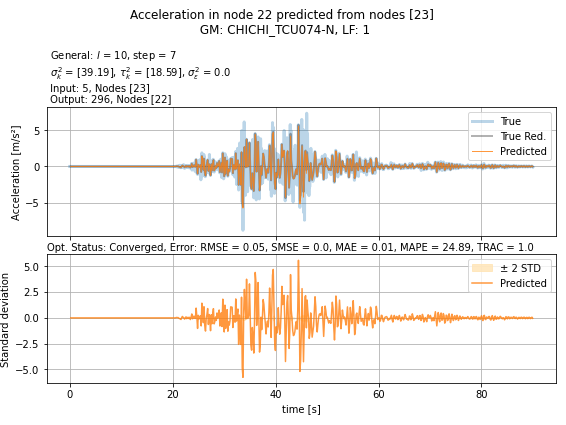 Acceleration in node 22 predicted from nodes [23]
GM: CHICHI_TCU074-N, LF: 1
General: l = 10, step = 7
σ²ₖ = [39.19], τ²ₖ = [18.59], σ²_ε = 0.0
Input: 5, Nodes [23]
Output: 296, Nodes [22]
Acceleration [m/s²]
5
0
−5
True
True Red.
Predicted
Opt. Status: Converged, Error: RMSE = 0.05, SMSE = 0.0, MAE = 0.01, MAPE = 24.89, TRAC = 1.0
Standard deviation
5.0
2.5
0.0
−2.5
−5.0
± 2 STD
Predicted
0 20 40 60 80
time [s]